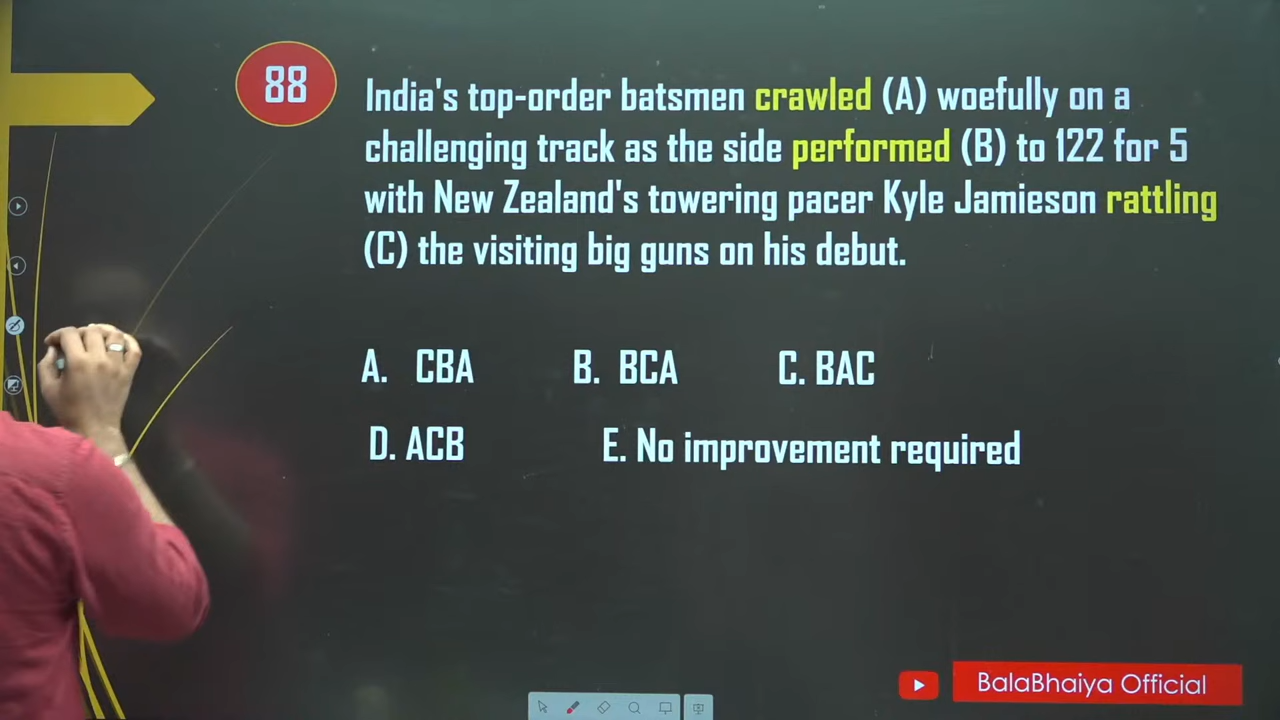 88
India's top-order batsmen crawled (A) woefully on a
challenging track as the side performed (B) to 122 for 5
with New Zealand's towering pacer Kyle Jamieson rattling
(C) the visiting big guns on his debut.
A. CBA B. BCA C. BAC
D. ACB E. No improvement required
BalaBhaiya Official